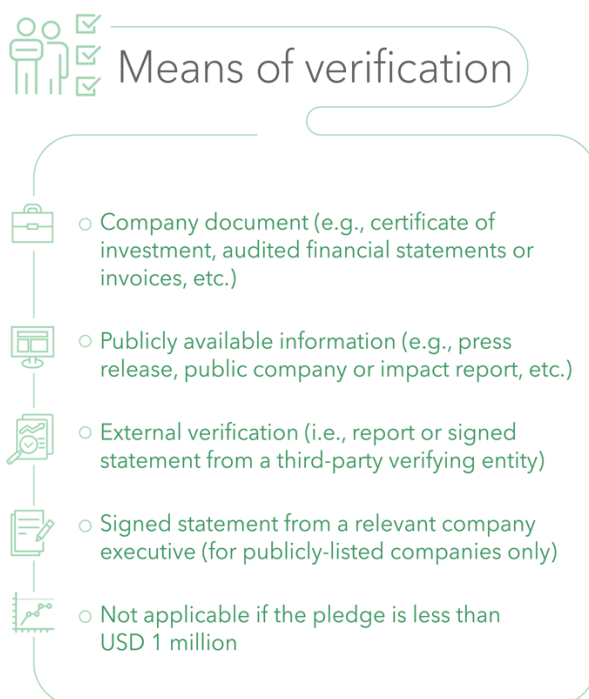 Means of verification
Company document (e.g., certificate of
investment, audited financial statements or
invoices, etc.)
Publicly available information (e.g., press
release, public company or impact report, etc.)
External verification (i.e., report or signed
statement from a third-party verifying entity)
Signed statement from a relevant company
executive (for publicly-listed companies only)
Not applicable if the pledge is less than
USD 1 million